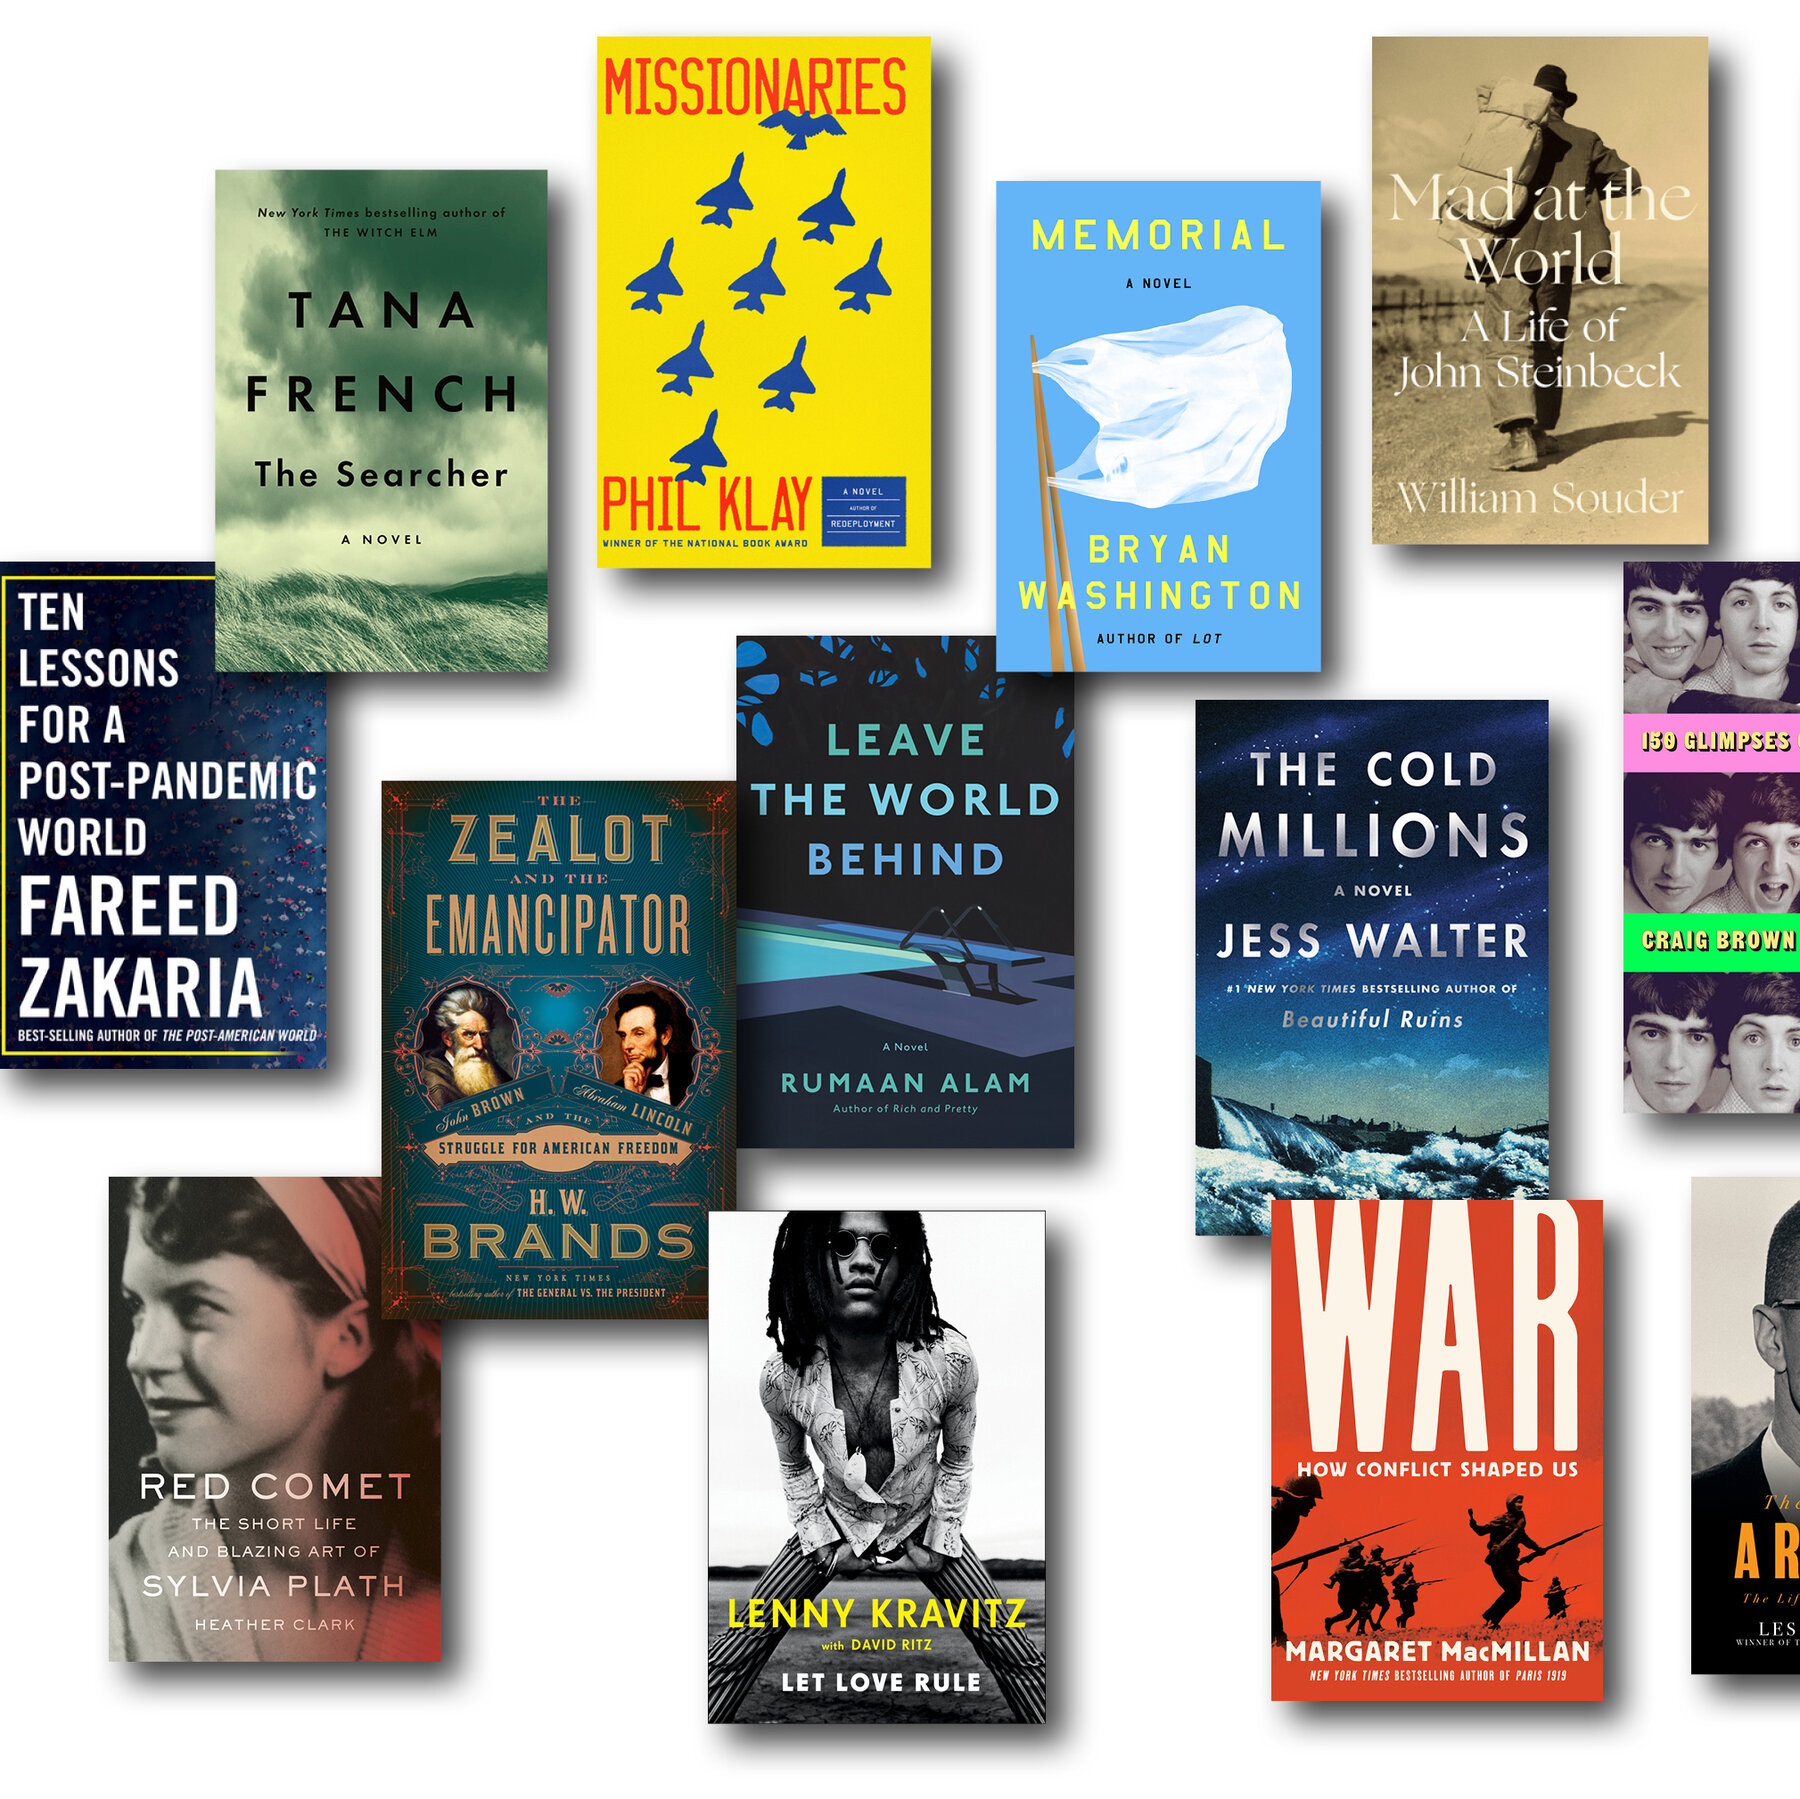 MISSIONARIES
PHIL KLAY
A NOVEL
AUTHOR OF
REDEPLOYMENT
WINNER OF THE NATIONAL BOOK AWARD
Mad at the
World
A Life of
John Steinbeck
William Souder
New York Times bestselling author of
THE WITCH ELM
TANA
FRENCH
The Searcher
A NOVEL
MEMORIAL
A NOVEL
BRYAN
WASHINGTON
AUTHOR OF LOT
TEN
LESSONS
FOR A
POST-PANDEMIC
WORLD
FAREED
ZAKARIA
BEST-SELLING AUTHOR OF THE POST-AMERICAN WORLD
THE
ZEALOT
AND THE
EMANCIPATOR
John BROWN
AND THE
Abraham LINCOLN
STRUGGLE FOR AMERICAN FREEDOM
H. W.
BRANDS
NEW YORK TIMES
bestselling author of THE GENERAL VS. THE PRESIDENT
LEAVE
THE WORLD
BEHIND
A Novel
RUMAAN ALAM
Author of Rich and Pretty
THE COLD
MILLIONS
A NOVEL
JESS WALTER
#1 NEW YORK TIMES BESTSELLING AUTHOR OF
Beautiful Ruins
150 GLIMPSES
CRAIG BROWN
RED COMET
THE SHORT LIFE
AND BLAZING ART OF
SYLVIA PLATH
HEATHER CLARK
LENNY KRAVITZ
with DAVID RITZ
LET LOVE RULE
WAR
HOW CONFLICT SHAPED US
MARGARET MacMILLAN
NEW YORK TIMES BESTSELLING AUTHOR OF PARIS 1919
The
A R
The Lif
LES
WINNER OF T